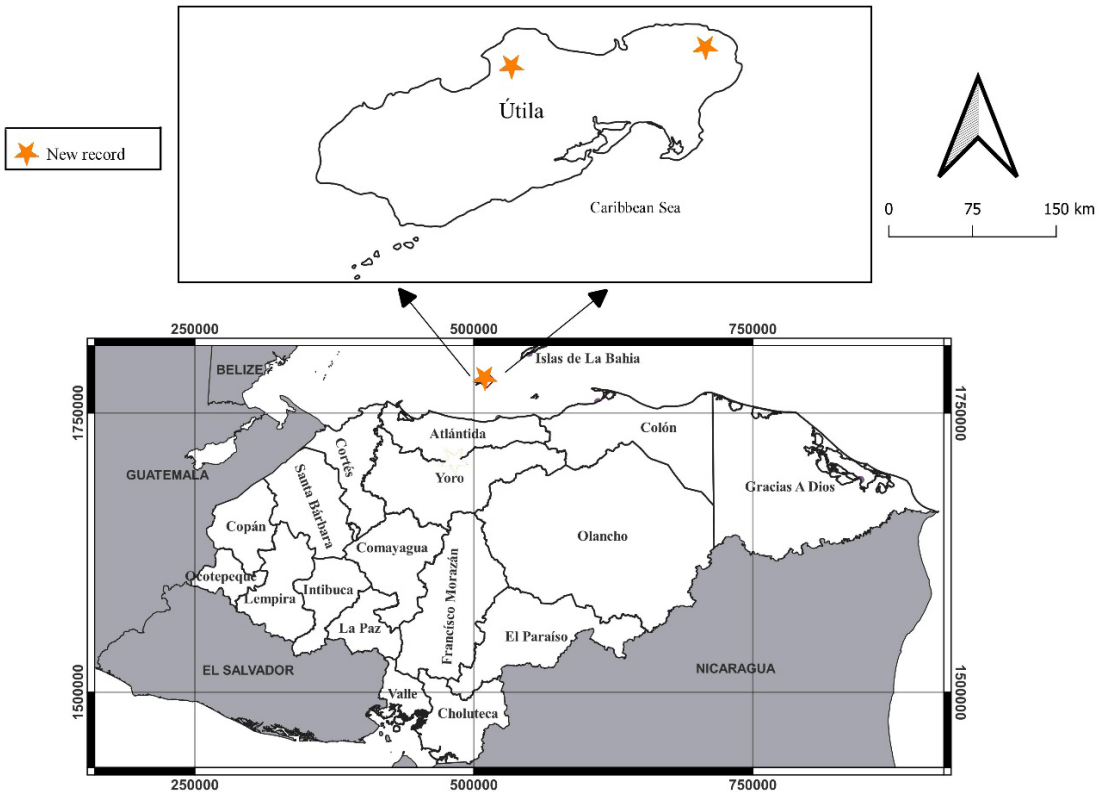 Útila
New record
Caribbean Sea
0 75 150 km
250000 500000 750000
Islas de La Bahia
BELIZE
1750000
1750000
Atlántida
Colón
Cortés
GUATEMALA
Yoro
Santa Bárbara
Gracias A Dios
Copán
Olancho
Comayagua
Francisco Morazán
Ocotepeque
Intibuca
Lempira
La Paz
El Paraíso
EL SALVADOR
NICARAGUA
1500000
1500000
Valle
Choluteca
250000 500000 750000